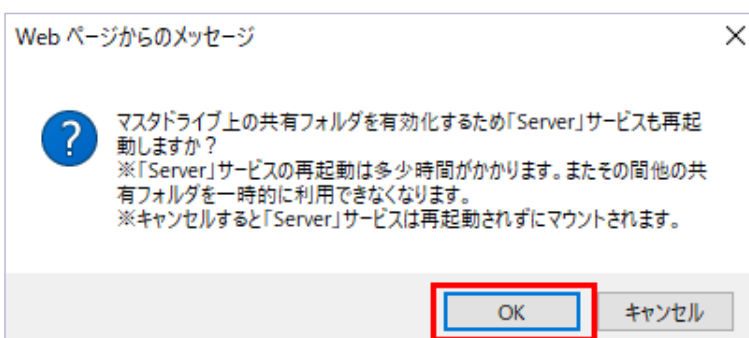 Web ページからのメッセージ
マスタドライブ上の共有フォルダを有効化するため「Server」サービスも再起
動しますか？
※「Server」サービスの再起動は多少時間がかかります。またその間他の共
有フォルダを一時的に利用できなくなります。
※キャンセルすると「Server」サービスは再起動されずにマウントされます。
OK
キャンセル